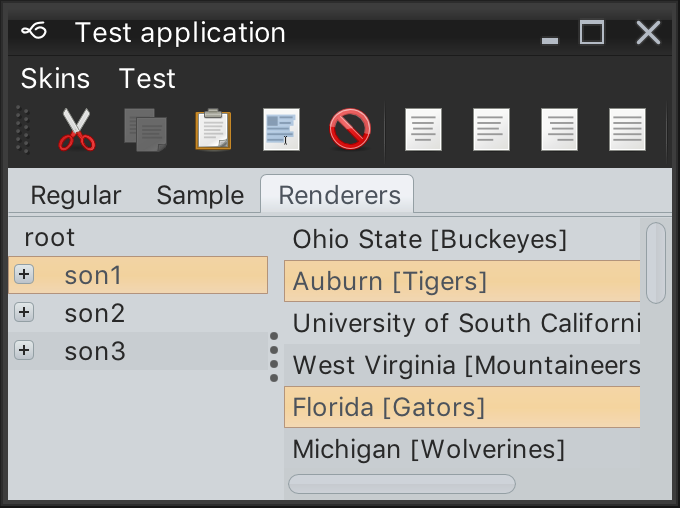 Test application
Skins Test
Regular Sample Renderers
root
son1
son2
son3
Ohio State [Buckeyes]
Auburn [Tigers]
University of South Californi
West Virginia [Mountaineers
Florida [Gators]
Michigan [Wolverines]